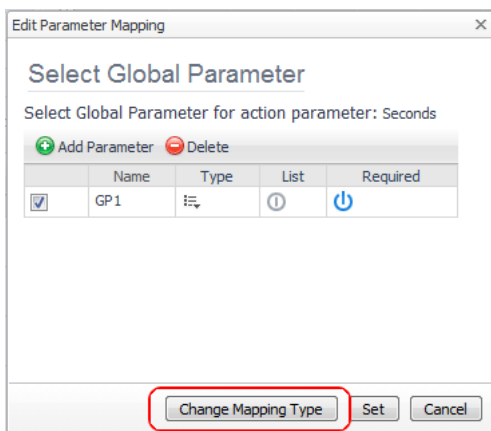 Edit Parameter Mapping
Select Global Parameter
Select Global Parameter for action parameter: Seconds
Add Parameter Delete
Name Type List Required
GP1
Change Mapping Type Set Cancel